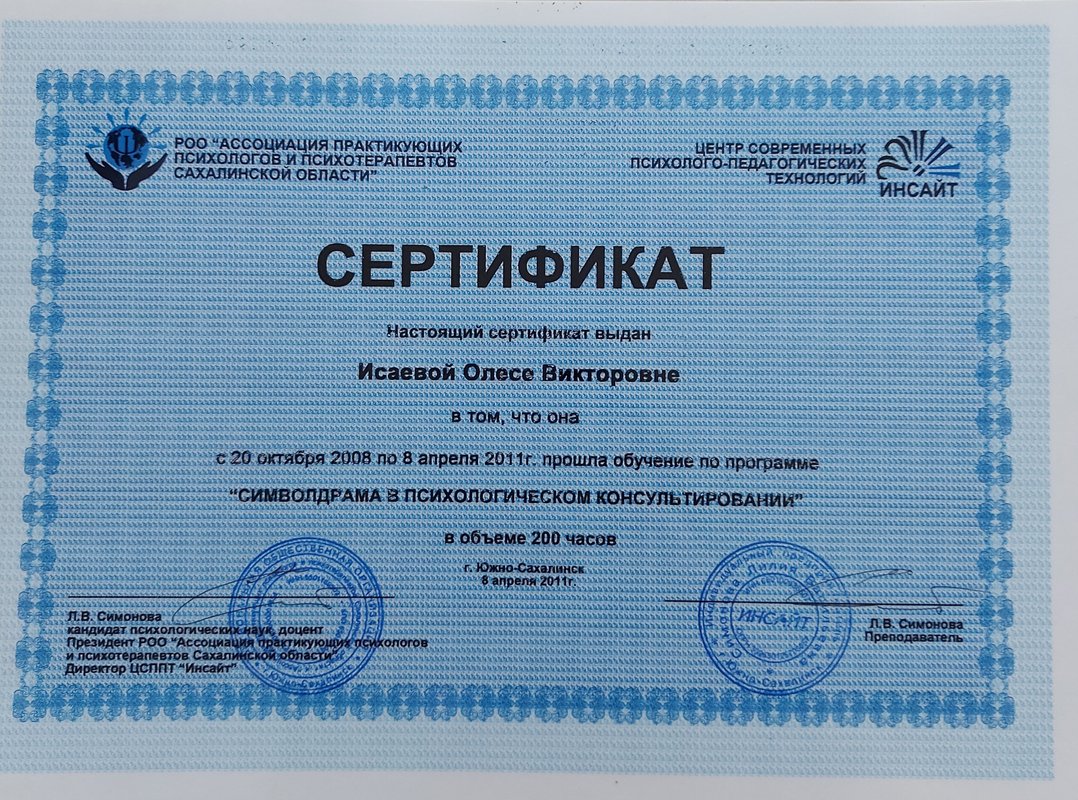 РОО "АССОЦИАЦИЯ ПРАКТИКУЮЩИХ
ПСИХОЛОГОВ И ПСИХОТЕРАПЕВТОВ
САХАЛИНСКОЙ ОБЛАСТИ"
ЦЕНТР СОВРЕМЕННЫХ
ПСИХОЛОГО-ПЕДАГОГИЧЕСКИХ
ТЕХНОЛОГИЙ
ИНСАЙТ
СЕРТИФИКАТ
Настоящий сертификат выдан
Исаевой Олесе Викторовне
в том, что она
с 20 октября 2008 по 8 апреля 2011г. прошла обучение по программе
"СИМВОЛДРАМА В ПСИХОЛОГИЧЕСКОМ КОНСУЛЬТИРОВАНИИ"
в объеме 200 часов
г. Южно-Сахалинск
8 апреля 2011г.
Л.В. Симонова
кандидат психологических наук, доцент
Президент РОО "Ассоциация практикующих психологов
и психотерапевтов Сахалинской области"
Директор ЦСППТ "Инсайт"
ИНСАЙТ
Л.В. Симонова
Преподаватель